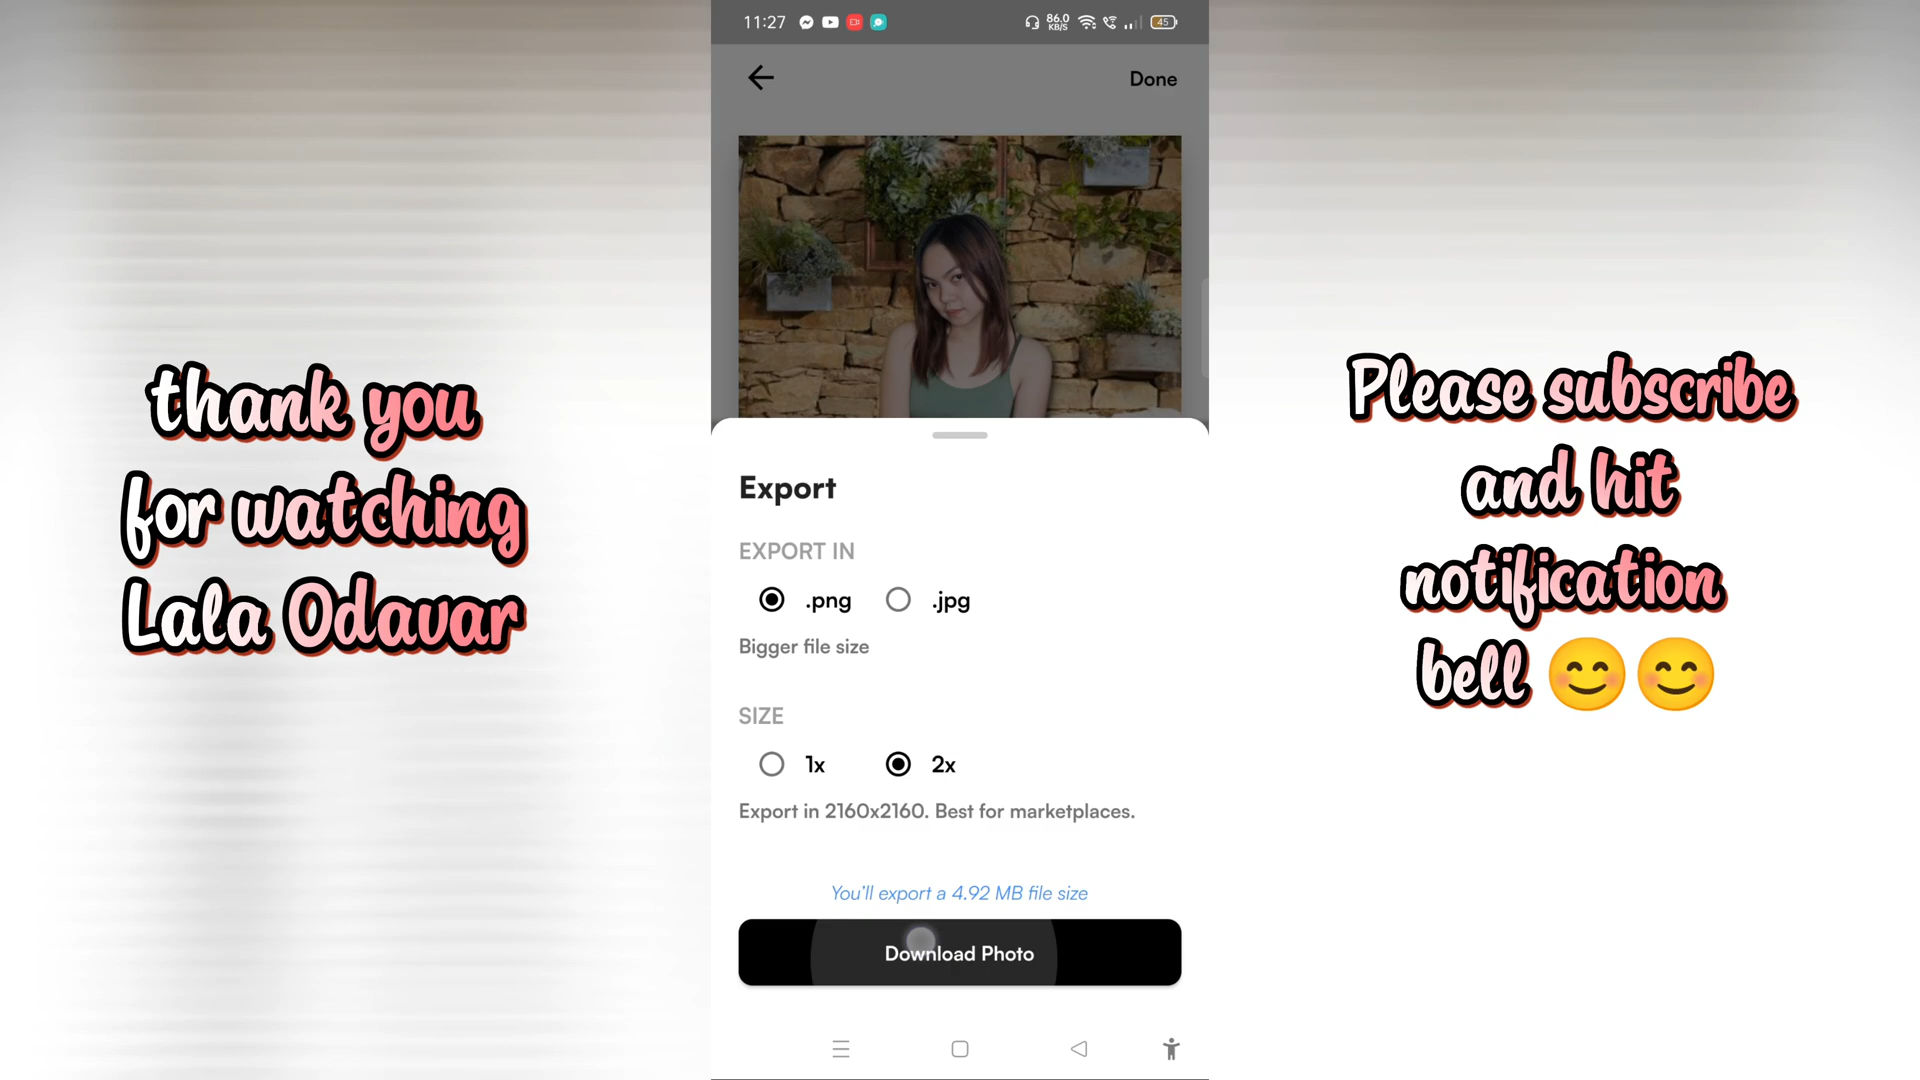 11:27
86.0
KB/S
45
Done
thank you
for watching
Lala Odavar
Please subscribe
and hit
notification
bell 😊😊
Export
EXPORT IN
.png
.jpg
Bigger file size
SIZE
1x
2x
Export in 2160x2160. Best for marketplaces.
You'll export a 4.92 MB file size
Download Photo